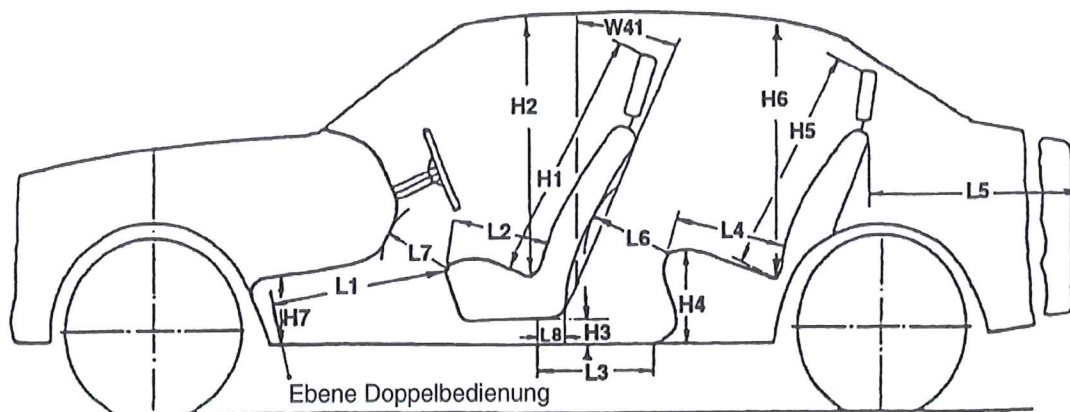 W41
H2
H6
H5
H1
L5
L2
L4
L6
L7
L1
H4
H7
L8
H3
L3
Ebene Doppelbedienung